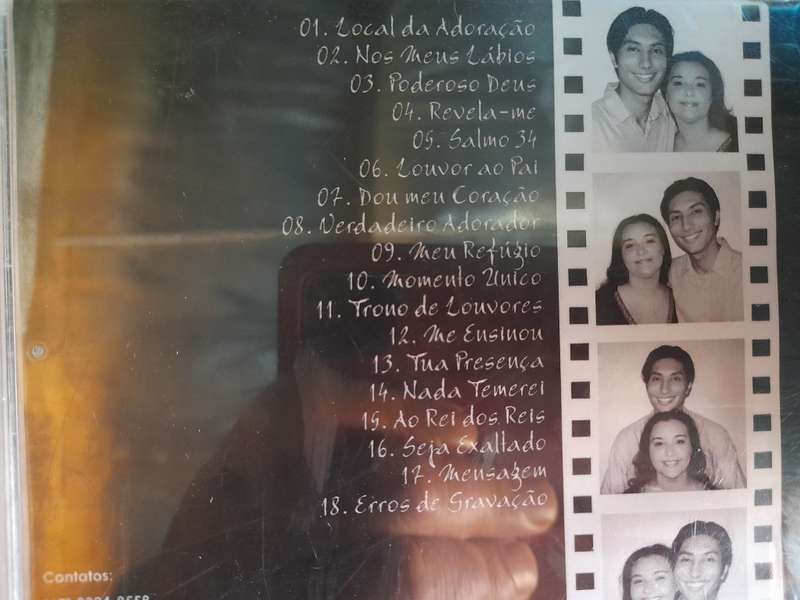 01. Local da Adoração
02. Nos Meus Lábios
03. Poderoso Deus
04. Revela-me
05. Salmo 34
06. Louvor ao Pai
07. Dou meu Coração
08. Verdadeiro Adorador
09. Meu Refúgio
10. Momento Unico
11. Trono de Louvores
12. Me Ensinou
13. Tua Presença
14. Nada Temerei
15. Ao Rei dos Reis
16. Seja Exaltado
17. Mensagem
18. Erros de Gravação
Contatos: